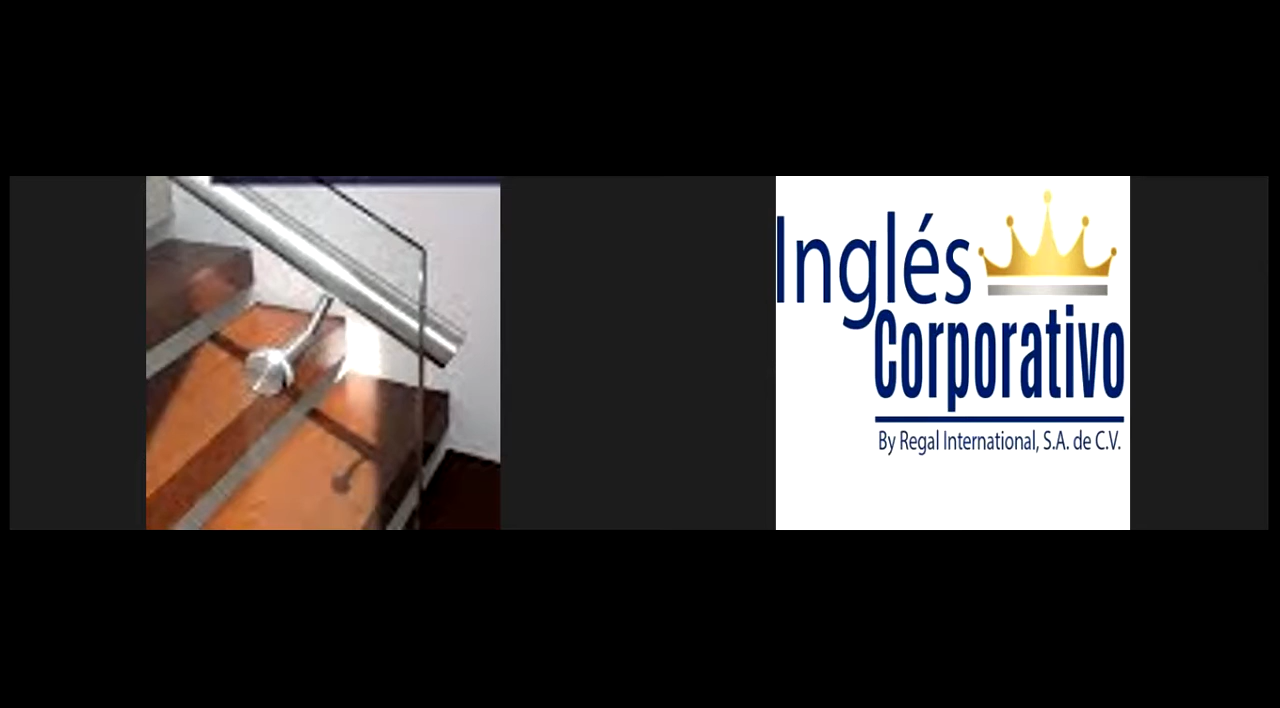 Inglés
Corporativo
By Regal International, S.A. de C.V.